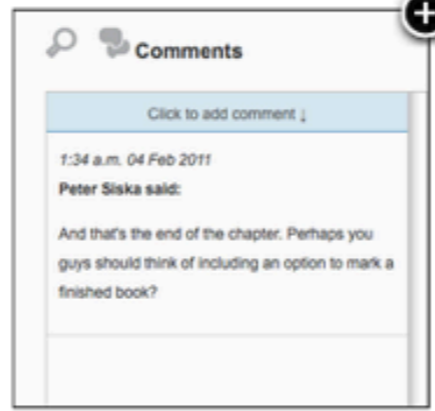 Comments
Click to add comment ↓
1:34 a.m. 04 Feb 2011
Peter Siska said:
And that's the end of the chapter. Perhaps you
guys should think of including an option to mark a
finished book?